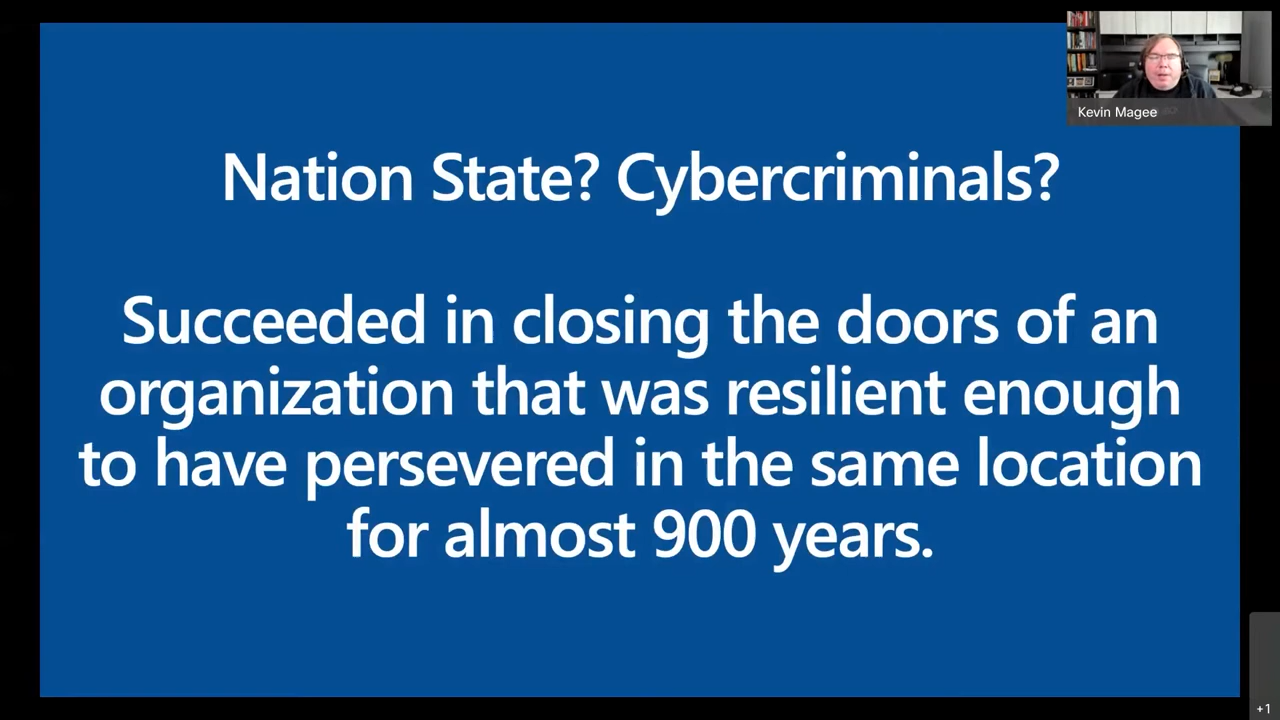 Kevin Magee
Nation State? Cybercriminals?
Succeeded in closing the doors of an
organization that was resilient enough
to have persevered in the same location
for almost 900 years.
+1